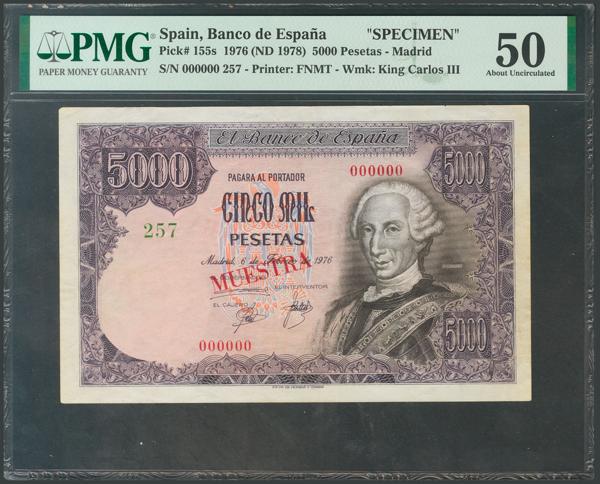 PMG
PAPER MONEY GUARANTY
Spain, Banco de España "SPECIMEN"
Pick# 155s 1976 (ND 1978) 5000 Pesetas - Madrid
S/N 000000 257 - Printer: FNMT - Wmk: King Carlos III
50
About Uncirculated
El Banco de España
5000
5000
PAGARA AL PORTADOR
000000
CINCO MIL
257
PESETAS
Madrid, 6 de Febrero de 1976
MUESTRA
EL INTERVENTOR
EL CAJERO
000000
5000